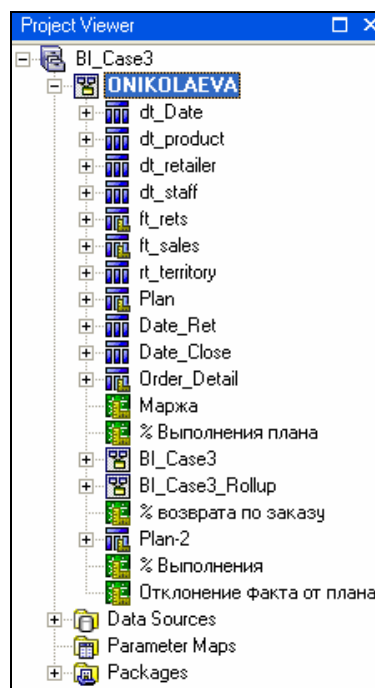 Project Viewer
BI_Case3
ONIKOLAEVA
dt_Date
dt_product
dt_retailer
dt_staff
ft_rets
ft_sales
rt_territory
Plan
Date_Ret
Date_Close
Order_Detail
Маржа
% Выполнения плана
BI_Case3
BI_Case3_Rollup
% возврата по заказу
Plan-2
% Выполнения
Отклонение факта от плана
Data Sources
Parameter Maps
Packages